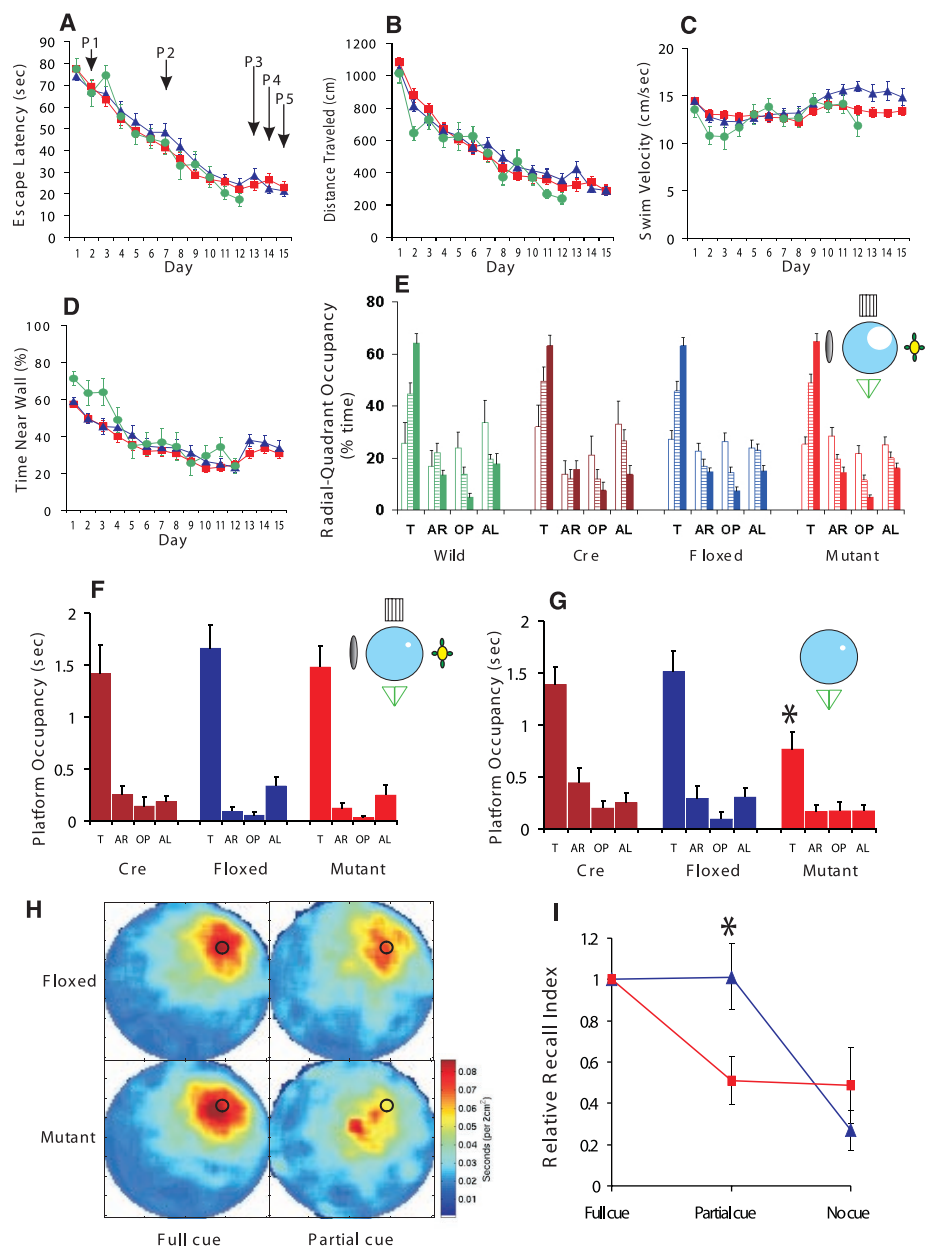 A
Escape Latency (sec)
90
80
70
60
50
40
30
20
10
0
P1
P2
P3
P4
P5
1 2 3 4 5 6 7 8 9 10 11 12 13 14 15
Day
B
Distance Traveled (cm)
1200
1000
800
600
400
200
0
1 2 3 4 5 6 7 8 9 10 11 12 13 14 15
Day
C
Swim Velocity (cm/sec)
20
15
10
5
0
1 2 3 4 5 6 7 8 9 10 11 12 13 14 15
Day
D
Time Near Wall (%)
100
80
60
40
20
0
1 2 3 4 5 6 7 8 9 10 11 12 13 14 15
Day
E
Radial-Quadrant Occupancy
(% time)
80
60
40
20
0
T AR OP AL T AR OP AL T AR OP AL T AR OP AL
Wild Cre Floxed Mutant
F
Platform Occupancy (sec)
2
1.5
1
0.5
0
T AR OP AL T AR OP AL T AR OP AL
Cre Floxed Mutant
G
Platform Occupancy (sec)
2
1.5
1
0.5
0
*
T AR OP AL T AR OP AL T AR OP AL
Cre Floxed Mutant
H
Floxed
Mutant
Full cue Partial cue
0.08
0.07
0.06
0.05
0.04
0.03
0.02
0.01
Seconds (per 2cm²)
I
Relative Recall Index
1.2
1
0.8
0.6
0.4
0.2
0
*
Full cue Partial cue No cue